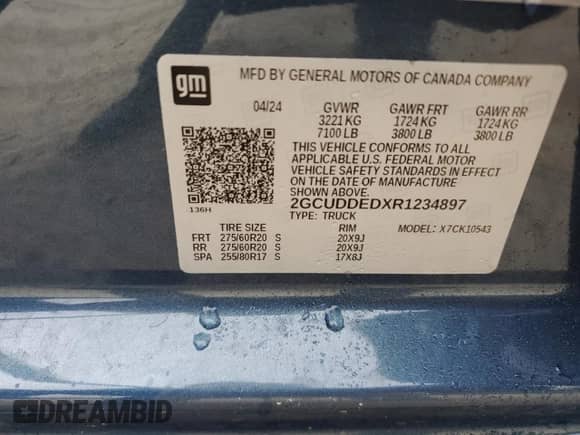 gm
MFD BY GENERAL MOTORS OF CANADA COMPANY
04/24 GVWR GAWR FRT GAWR RR
3221 KG 1724 KG 1724 KG
7100 LB 3800 LB 3800 LB
THIS VEHICLE CONFORMS TO ALL
APPLICABLE U.S. FEDERAL MOTOR
VEHICLE SAFETY STANDARDS IN EFFECT
ON THE DATE OF MANUFACTURE
SHOWN ABOVE.
2GCUDDEDXR1234897
TYPE: TRUCK MODEL: X7CK10543
136H
TIRE SIZE RIM
FRT 275/60R20 S 20X9J
RR 275/60R20 S 20X9J
SPA 255/80R17 S 17X8J
DREAMBID